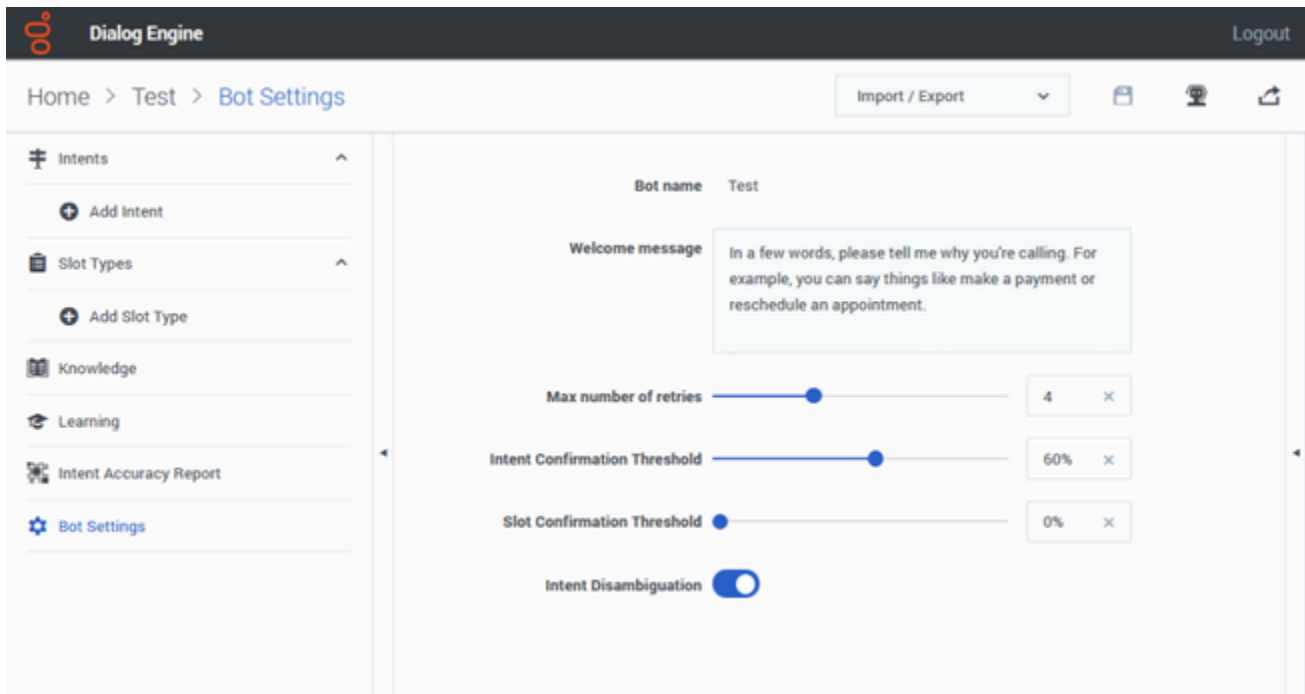 Dialog Engine
Logout
Home > Test > Bot Settings
Import / Export
Intents
Add Intent
Slot Types
Add Slot Type
Knowledge
Learning
Intent Accuracy Report
Bot Settings
Bot name Test
Welcome message
In a few words, please tell me why you're calling. For
example, you can say things like make a payment or
reschedule an appointment.
Max number of retries 4
Intent Confirmation Threshold 60%
Slot Confirmation Threshold 0%
Intent Disambiguation